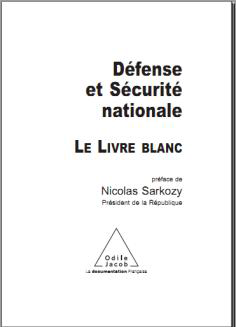 Défense
et Sécurité
nationale
LE LIVRE BLANC
préface de
Nicolas Sarkozy
Président de la République
Odile
Jacob
La documentation Française